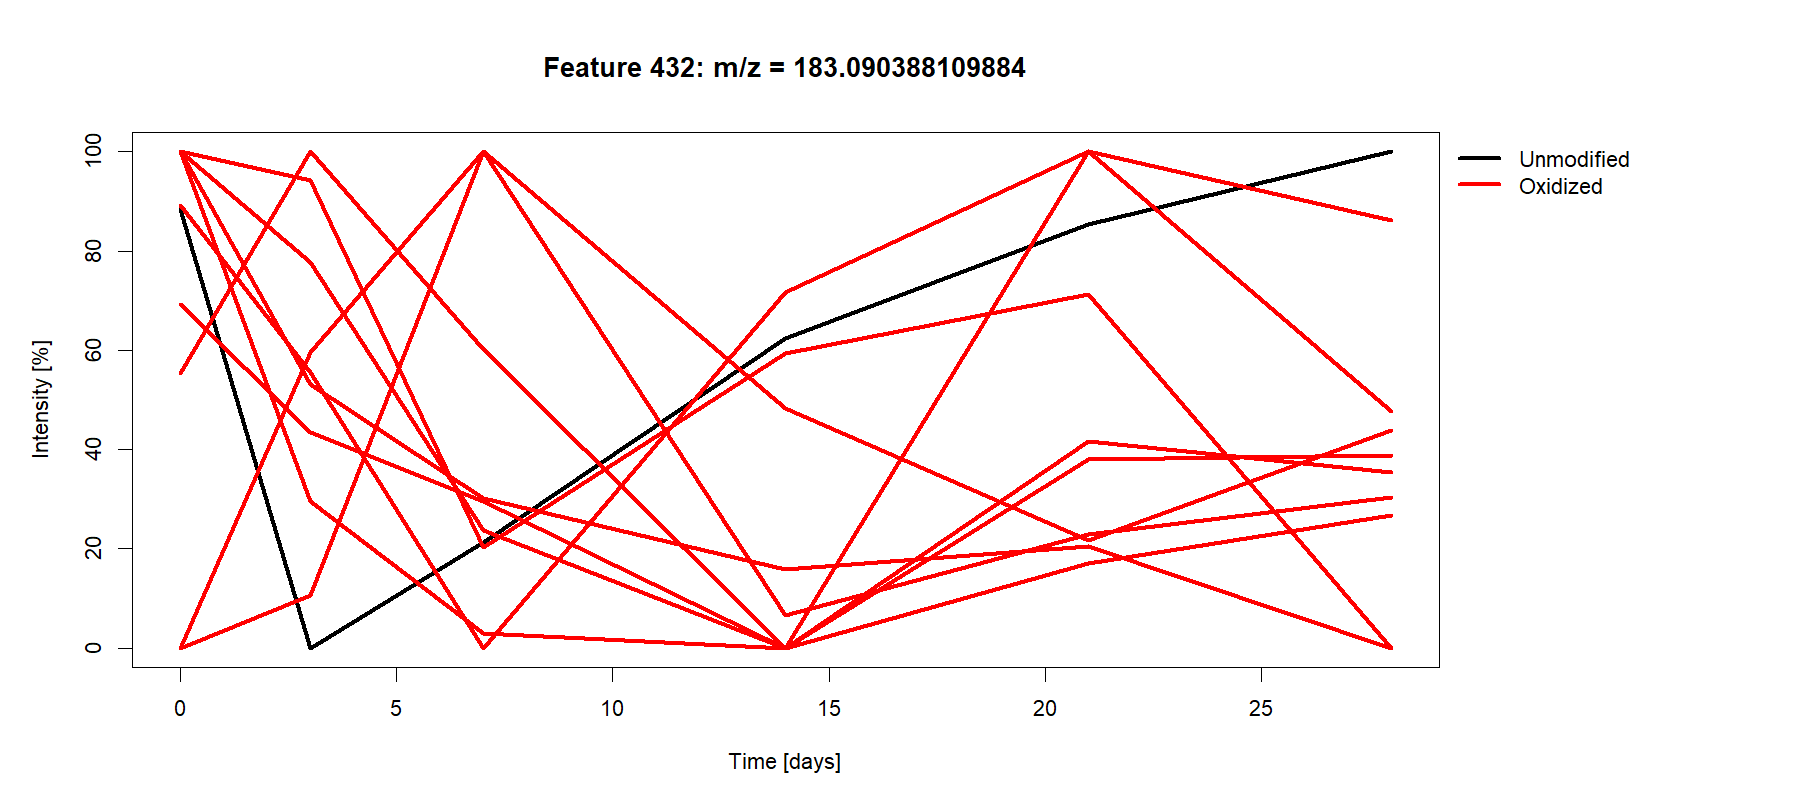 Feature 432: m/z = 183.090388109884
Unmodified
Oxidized
Intensity [%]
100
80
60
40
20
0
0 5 10 15 20 25
Time [days]